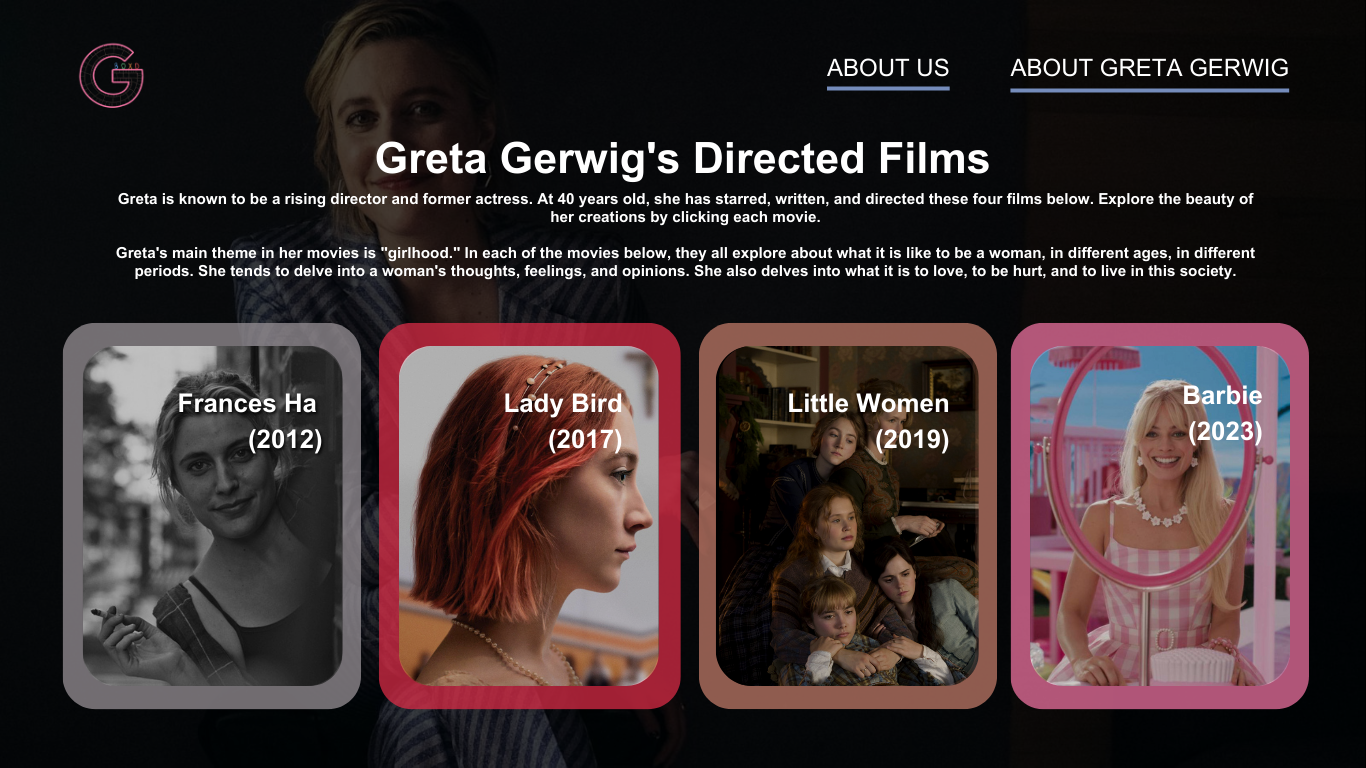 BOXD
ABOUT US
ABOUT GRETA GERWIG
Greta Gerwig's Directed Films
Greta is known to be a rising director and former actress. At 40 years old, she has starred, written, and directed these four films below. Explore the beauty of
her creations by clicking each movie.
Greta's main theme in her movies is "girlhood." In each of the movies below, they all explore about what it is like to be a woman, in different ages, in different
periods. She tends to delve into a woman's thoughts, feelings, and opinions. She also delves into what it is to love, to be hurt, and to live in this society.
Frances Ha
(2012)
Lady Bird
(2017)
Little Women
(2019)
Barbie
(2023)